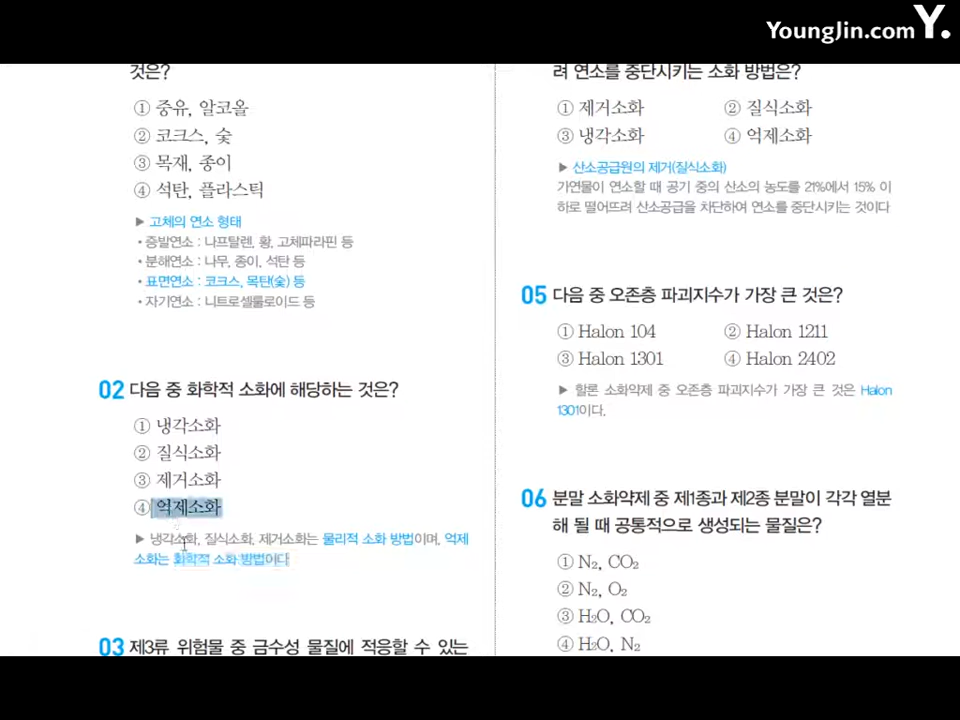 YoungJin.com Y.
것은?
① 중유, 알코올
② 코크스, 숯
③ 목재, 종이
④ 석탄, 플라스틱
▶ 고체의 연소 형태
• 증발연소 : 나프탈렌, 황, 고체파라핀 등
• 분해연소 : 나무, 종이, 석탄 등
• 표면연소 : 코크스, 목탄(숯) 등
• 자기연소 : 니트로셀룰로이드 등
02 다음 중 화학적 소화에 해당하는 것은?
① 냉각소화
② 질식소화
③ 제거소화
④ 억제소화
▶ 냉각소화, 질식소화, 제거소화는 물리적 소화 방법이며, 억제
소화는 화학적 소화 방법이다
03 제3류 위험물 중 금수성 물질에 적응할 수 있는
려 연소를 중단시키는 소화 방법은?
① 제거소화 ② 질식소화
③ 냉각소화 ④ 억제소화
▶ 산소공급원의 제거(질식소화)
가연물이 연소할 때 공기 중의 산소의 농도를 21%에서 15% 이
하로 떨어뜨려 산소공급을 차단하여 연소를 중단시키는 것이다
05 다음 중 오존층 파괴지수가 가장 큰 것은?
① Halon 104 ② Halon 1211
③ Halon 1301 ④ Halon 2402
▶ 할론 소화약제 중 오존층 파괴지수가 가장 큰 것은 Halon
1301이다.
06 분말 소화약제 중 제1종과 제2종 분말이 각각 열분
해 될 때 공통적으로 생성되는 물질은?
① N₂, CO₂
② N₂, O₂
③ H₂O, CO₂
④ H₂O, N₂